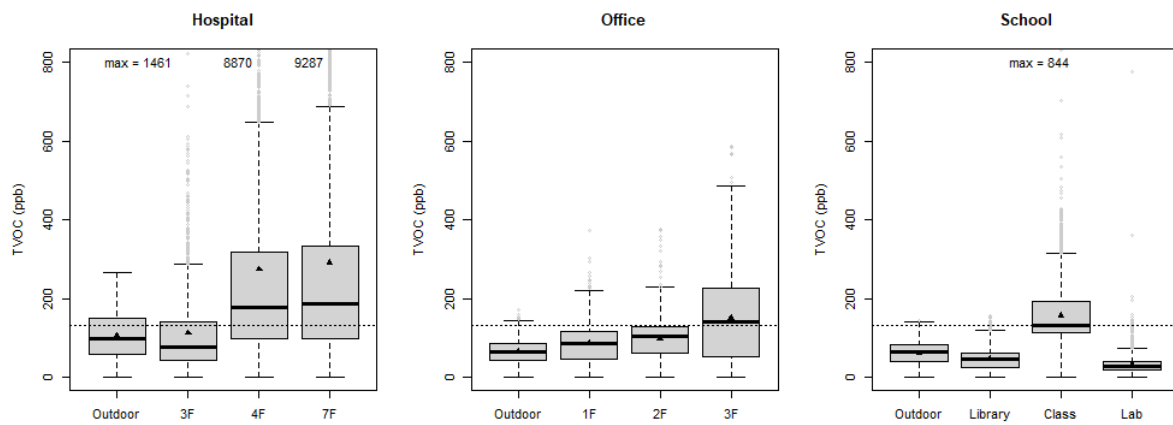 Hospital
TVOC (ppb)
800
600
400
200
0
max = 1461 8870 9287
Outdoor 3F 4F 7F
Office
TVOC (ppb)
800
600
400
200
0
Outdoor 1F 2F 3F
School
TVOC (ppb)
800
600
400
200
0
max = 844
Outdoor Library Class Lab